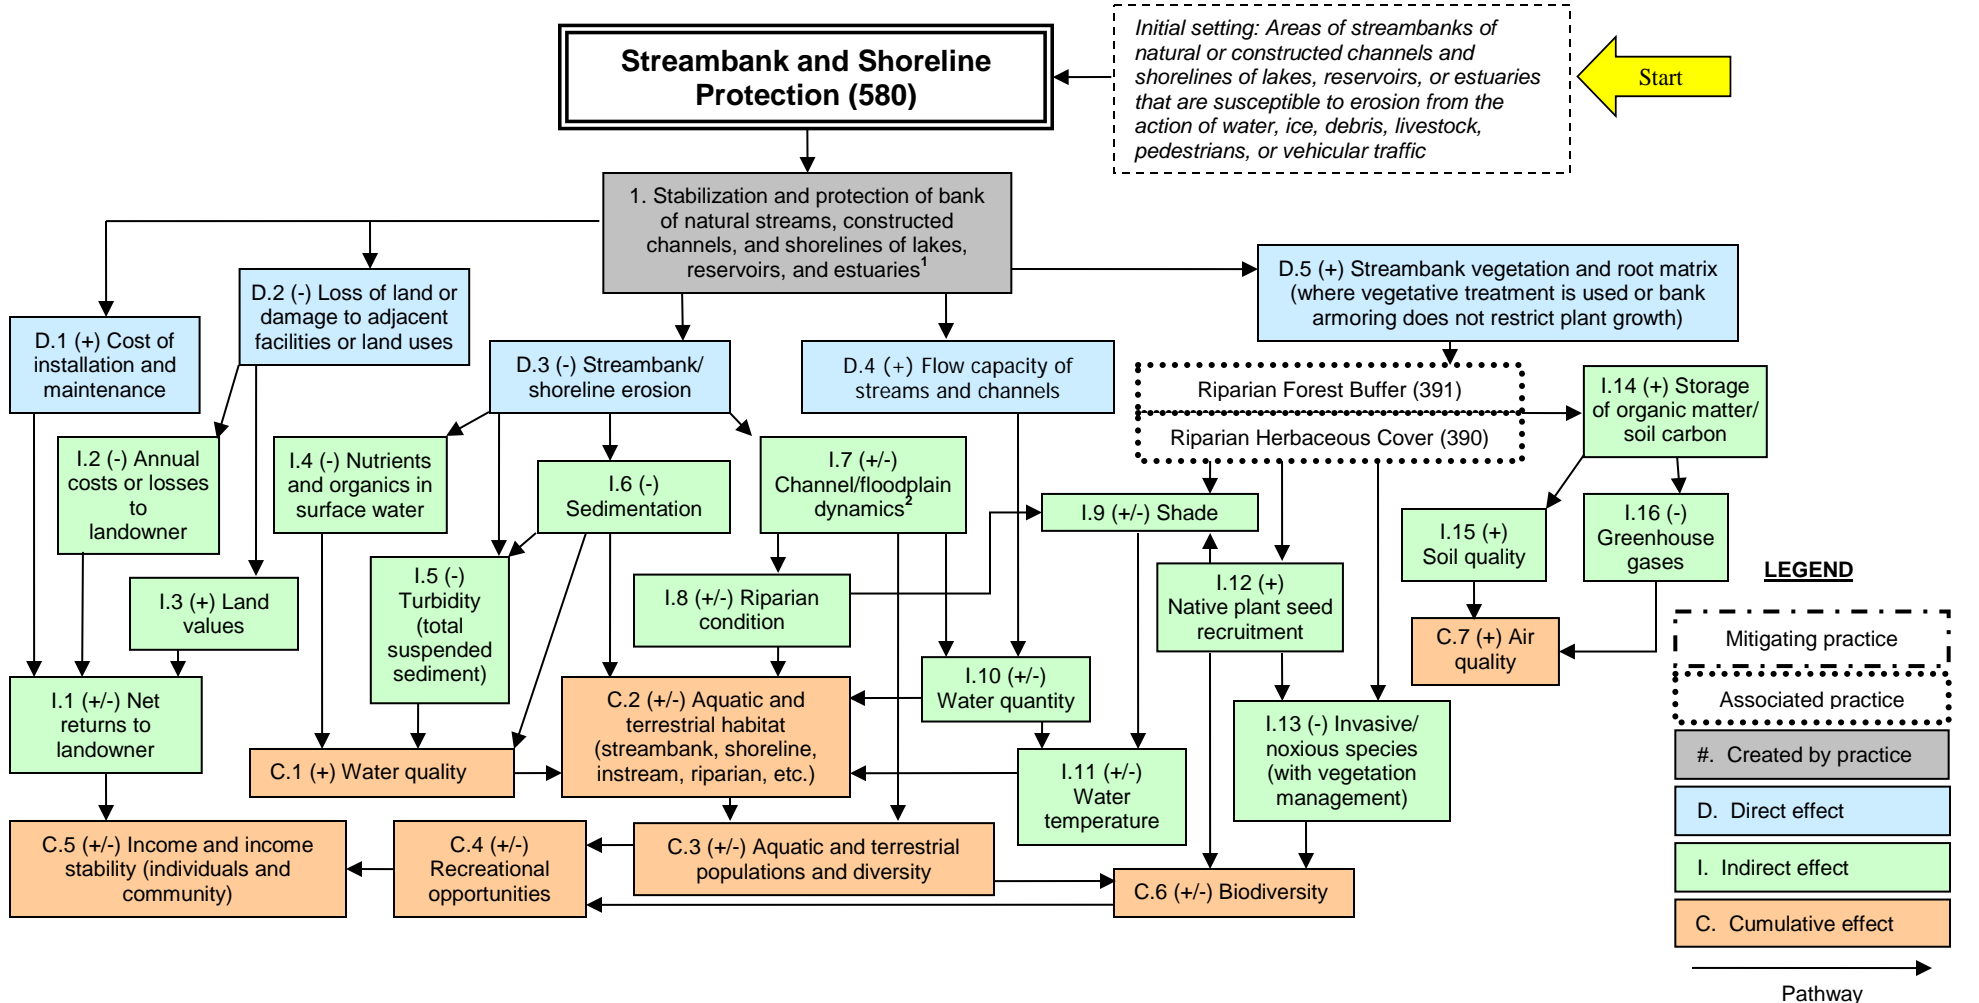 Streambank and Shoreline
Protection (580)
Initial setting: Areas of streambanks of
natural or constructed channels and
shorelines of lakes, reservoirs, or estuaries
that are susceptible to erosion from the
action of water, ice, debris, livestock,
pedestrians, or vehicular traffic
Start
1. Stabilization and protection of bank
of natural streams, constructed
channels, and shorelines of lakes,
reservoirs, and estuaries1
D.1 (+) Cost of
installation and
maintenance
D.2 (-) Loss of land or
damage to adjacent
facilities or land uses
D.3 (-) Streambank/
shoreline erosion
D.4 (+) Flow capacity of
streams and channels
D.5 (+) Streambank vegetation and root matrix
(where vegetative treatment is used or bank
armoring does not restrict plant growth)
Riparian Forest Buffer (391)
Riparian Herbaceous Cover (390)
I.14 (+) Storage
of organic matter/
soil carbon
I.2 (-) Annual
costs or losses
to
landowner
I.4 (-) Nutrients
and organics in
surface water
I.6 (-)
Sedimentation
I.7 (+/-)
Channel/floodplain
dynamics2
I.9 (+/-) Shade
I.15 (+)
Soil quality
I.16 (-)
Greenhouse
gases
I.3 (+) Land
values
I.5 (-)
Turbidity
(total
suspended
sediment)
I.8 (+/-) Riparian
condition
I.12 (+)
Native plant seed
recruitment
C.7 (+) Air
quality
I.1 (+/-) Net
returns to
landowner
C.1 (+) Water quality
C.2 (+/-) Aquatic and
terrestrial habitat
(streambank, shoreline,
instream, riparian, etc.)
I.10 (+/-)
Water quantity
I.11 (+/-)
Water
temperature
I.13 (-) Invasive/
noxious species
(with vegetation
management)
C.5 (+/-) Income and income
stability (individuals and
community)
C.4 (+/-)
Recreational
opportunities
C.3 (+/-) Aquatic and terrestrial
populations and diversity
C.6 (+/-) Biodiversity
LEGEND
Mitigating practice
Associated practice
#. Created by practice
D. Direct effect
I. Indirect effect
C. Cumulative effect
Pathway